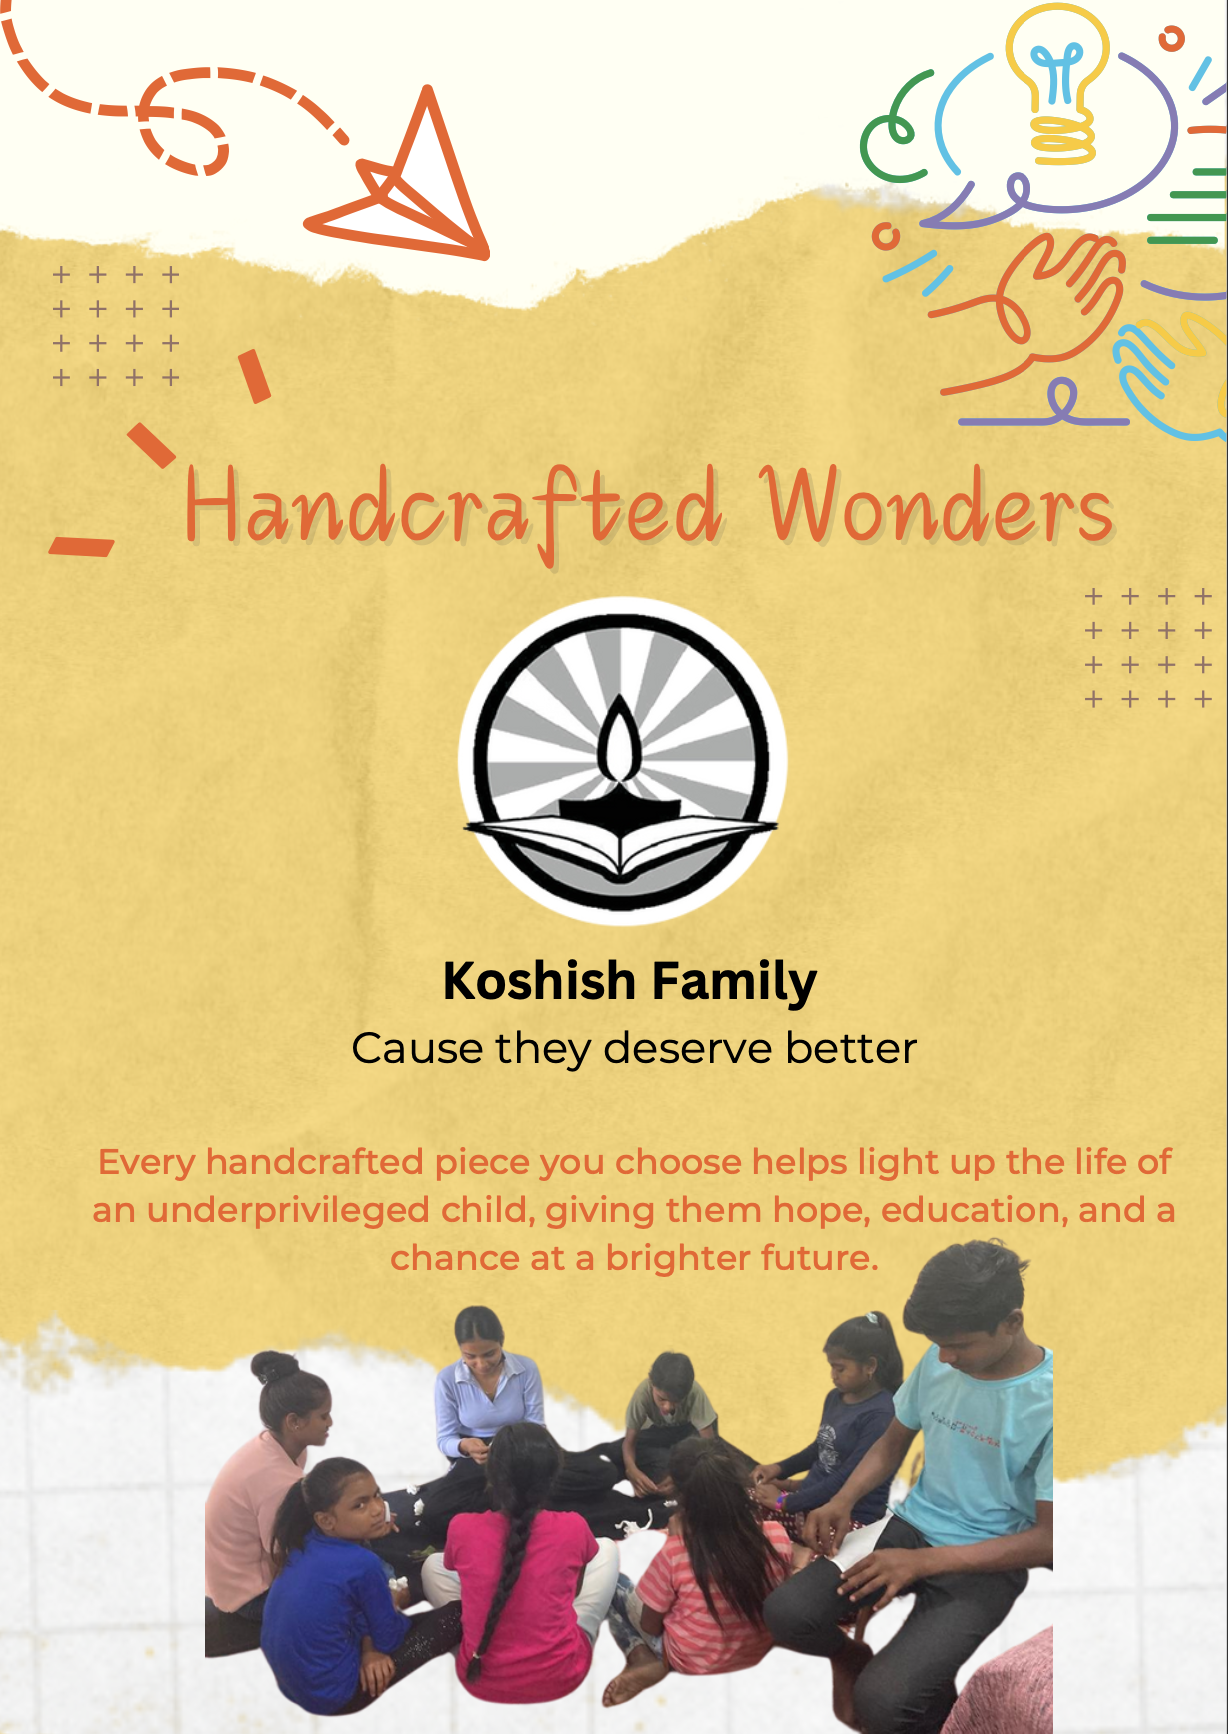 Handcrafted Wonders
Koshish Family
Cause they deserve better
Every handcrafted piece you choose helps light up the life of
an underprivileged child, giving them hope, education, and a
chance at a brighter future.